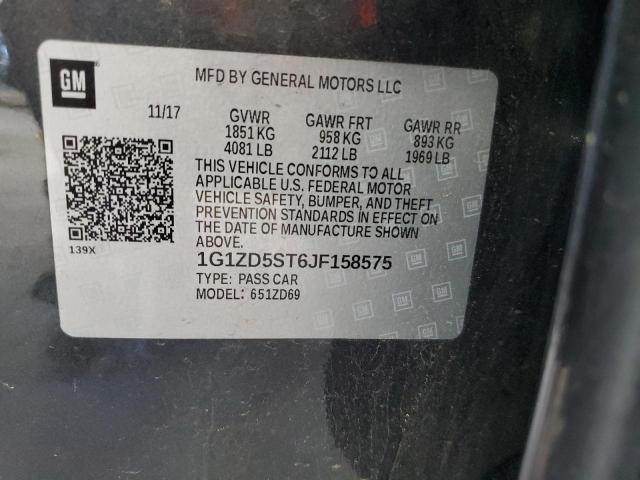 GM
MFD BY GENERAL MOTORS LLC
11/17 GVWR GAWR FRT GAWR RR
1851 KG 958 KG 893 KG
4081 LB 2112 LB 1969 LB
THIS VEHICLE CONFORMS TO ALL
APPLICABLE U.S. FEDERAL MOTOR
VEHICLE SAFETY, BUMPER, AND THEFT
PREVENTION STANDARDS IN EFFECT ON
THE DATE OF MANUFACTURE SHOWN
ABOVE.
139X
1G1ZD5ST6JF158575
TYPE: PASS CAR
MODEL: 651ZD69